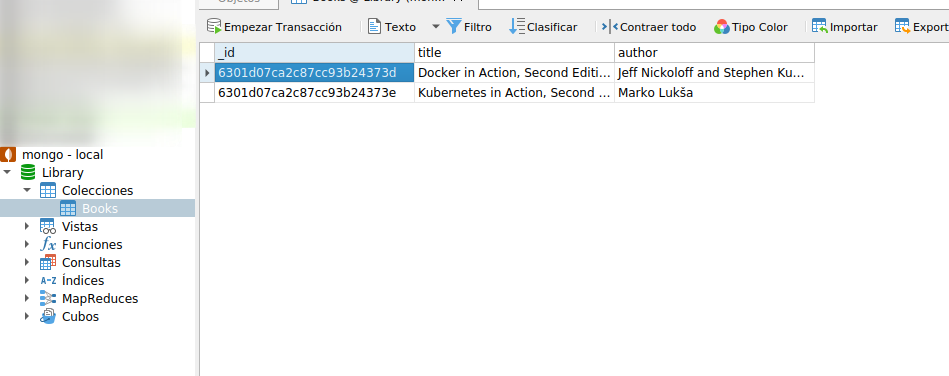 Objetos
Books @ Library (mon
Empezar Transacción Texto Filtro Clasificar Contraer todo Tipo Color Importar Export
_id title author
6301d07ca2c87cc93b24373d Docker in Action, Second Editi... Jeff Nickoloff and Stephen Ku...
6301d07ca2c87cc93b24373e Kubernetes in Action, Second ... Marko Lukša
mongo - local
Library
Colecciones
Books
Vistas
Funciones
Consultas
A-Z Índices
MapReduces
Cubos